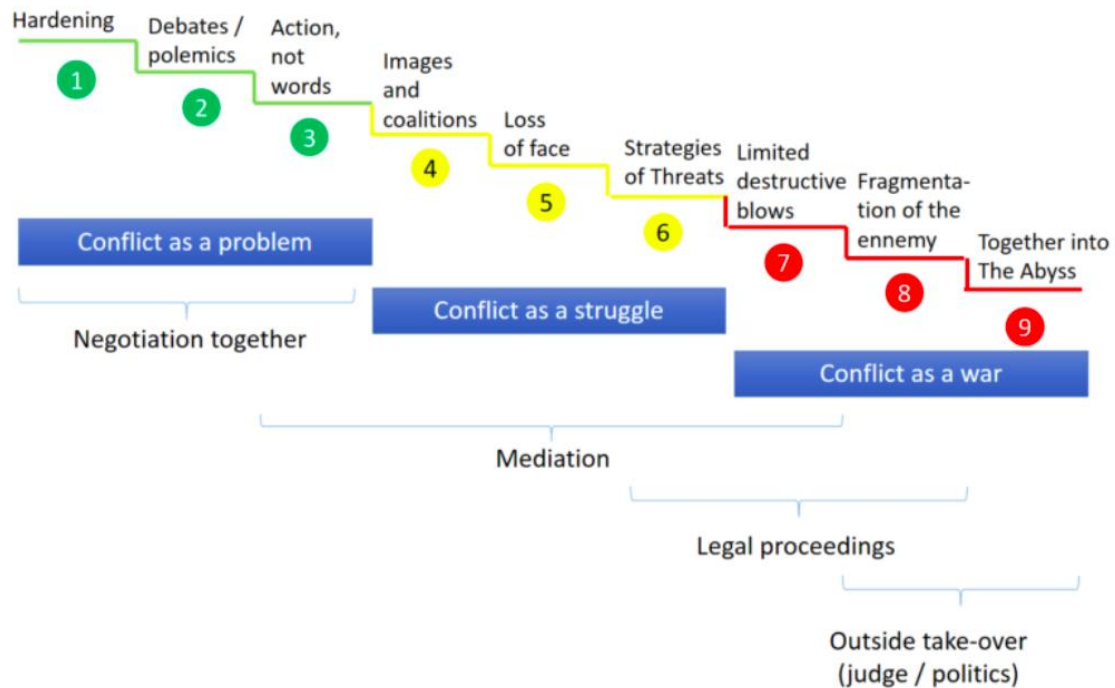 Hardening
1
Debates /
polemics
2
Action,
not
words
3
Images
and
coalitions
4
Loss
of face
5
Strategies
of Threats
6
Limited
destructive
blows
7
Fragmenta-
tion of the
ennemy
8
Together into
The Abyss
9
Conflict as a problem
Negotiation together
Conflict as a struggle
Conflict as a war
Mediation
Legal proceedings
Outside take-over
(judge / politics)